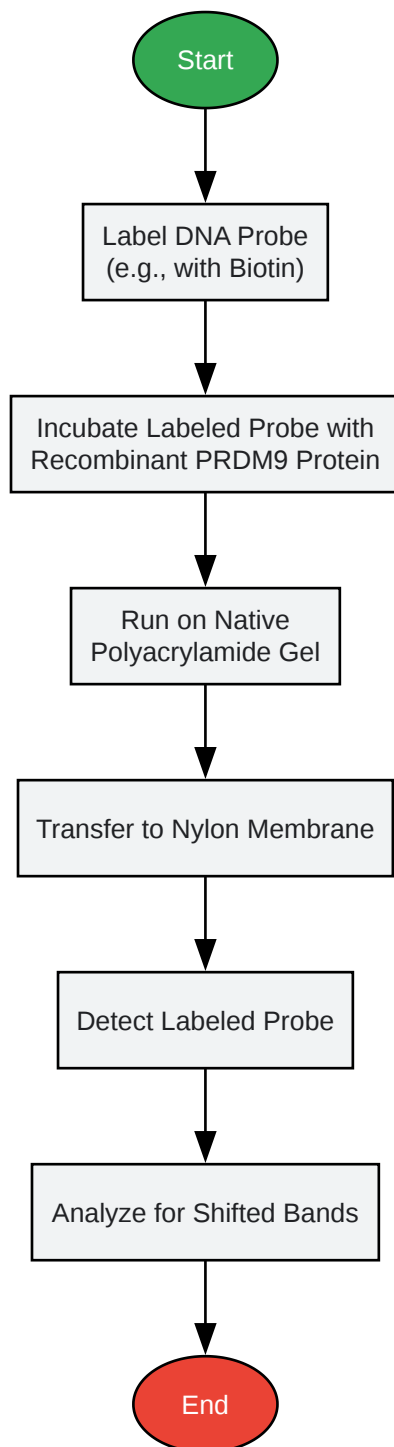 Start
Label DNA Probe
(e.g., with Biotin)
Incubate Labeled Probe with
Recombinant PRDM9 Protein
Run on Native
Polyacrylamide Gel
Transfer to Nylon Membrane
Detect Labeled Probe
Analyze for Shifted Bands
End